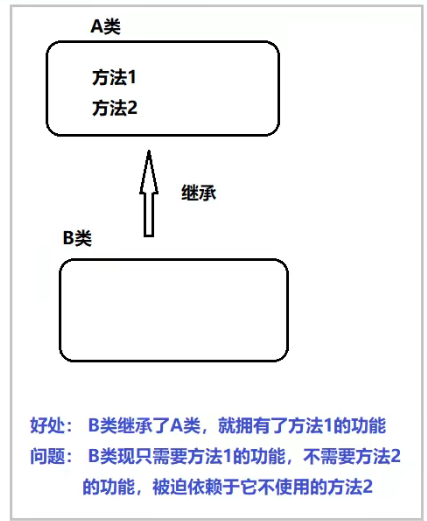 A类
方法1
方法2
继承
B类
好处： B类继承了A类，就拥有了方法1的功能
问题： B类现只需要方法1的功能，不需要方法2
的功能，被迫依赖于它不使用的方法2